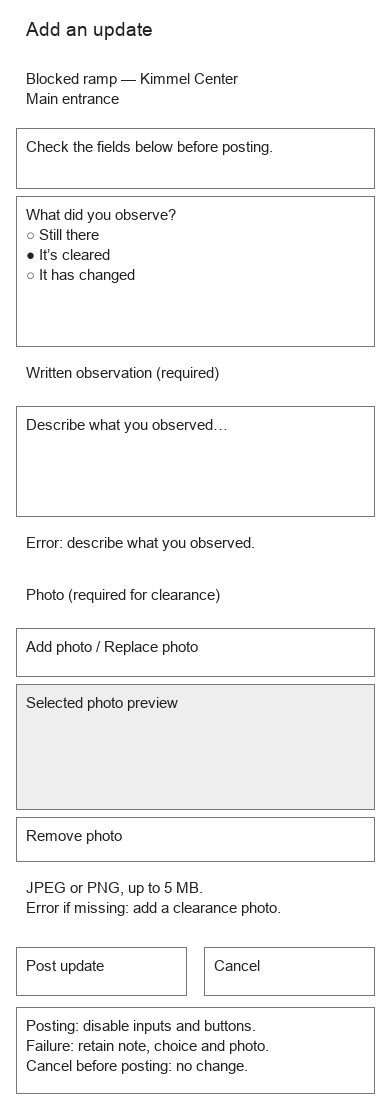 Add an update
Blocked ramp — Kimmel Center
Main entrance
Check the fields below before posting.
What did you observe?
○ Still there
● It’s cleared
○ It has changed
Written observation (required)
Describe what you observed…
Error: describe what you observed.
Photo (required for clearance)
Add photo / Replace photo
Selected photo preview
Remove photo
JPEG or PNG, up to 5 MB.
Error if missing: add a clearance photo.
Post update
Cancel
Posting: disable inputs and buttons.
Failure: retain note, choice and photo.
Cancel before posting: no change.